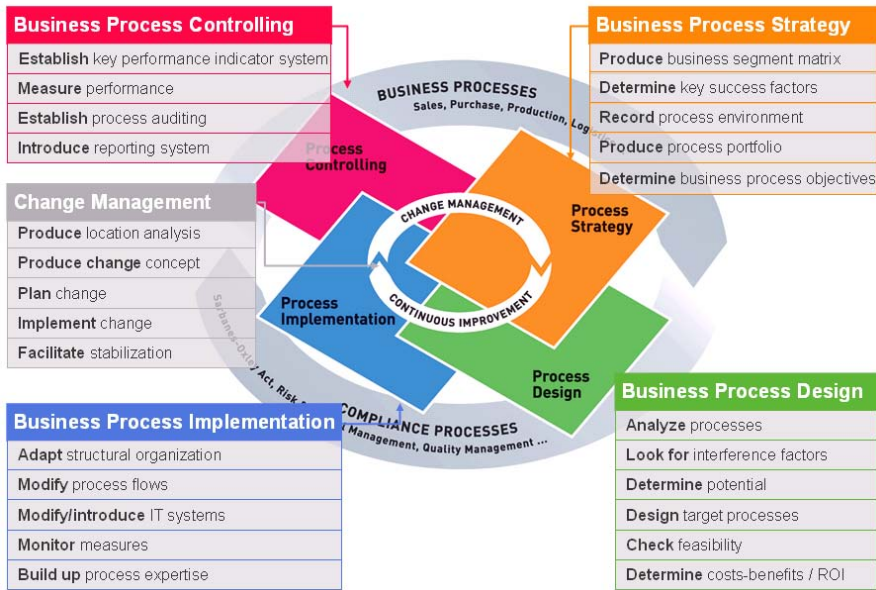 Business Process Controlling
Establish key performance indicator system
Measure performance
Establish process auditing
Introduce reporting system
Business Process Strategy
Produce business segment matrix
Determine key success factors
Record process environment
Produce process portfolio
Determine business process objectives
BUSINESS PROCESSES
Sales, Purchase, Production, Logistics
Process
Controlling
Process
Strategy
CHANGE MANAGEMENT
CONTINUOUS IMPROVEMENT
Process
Implementation
Process
Design
Change Management
Produce location analysis
Produce change concept
Plan change
Implement change
Facilitate stabilization
COMPLIANCE PROCESSES
Sarbanes-Oxley Act, Risk Management, Quality Management ...
Business Process Implementation
Adapt structural organization
Modify process flows
Modify/introduce IT systems
Monitor measures
Build up process expertise
Business Process Design
Analyze processes
Look for interference factors
Determine potential
Design target processes
Check feasibility
Determine costs-benefits / ROI